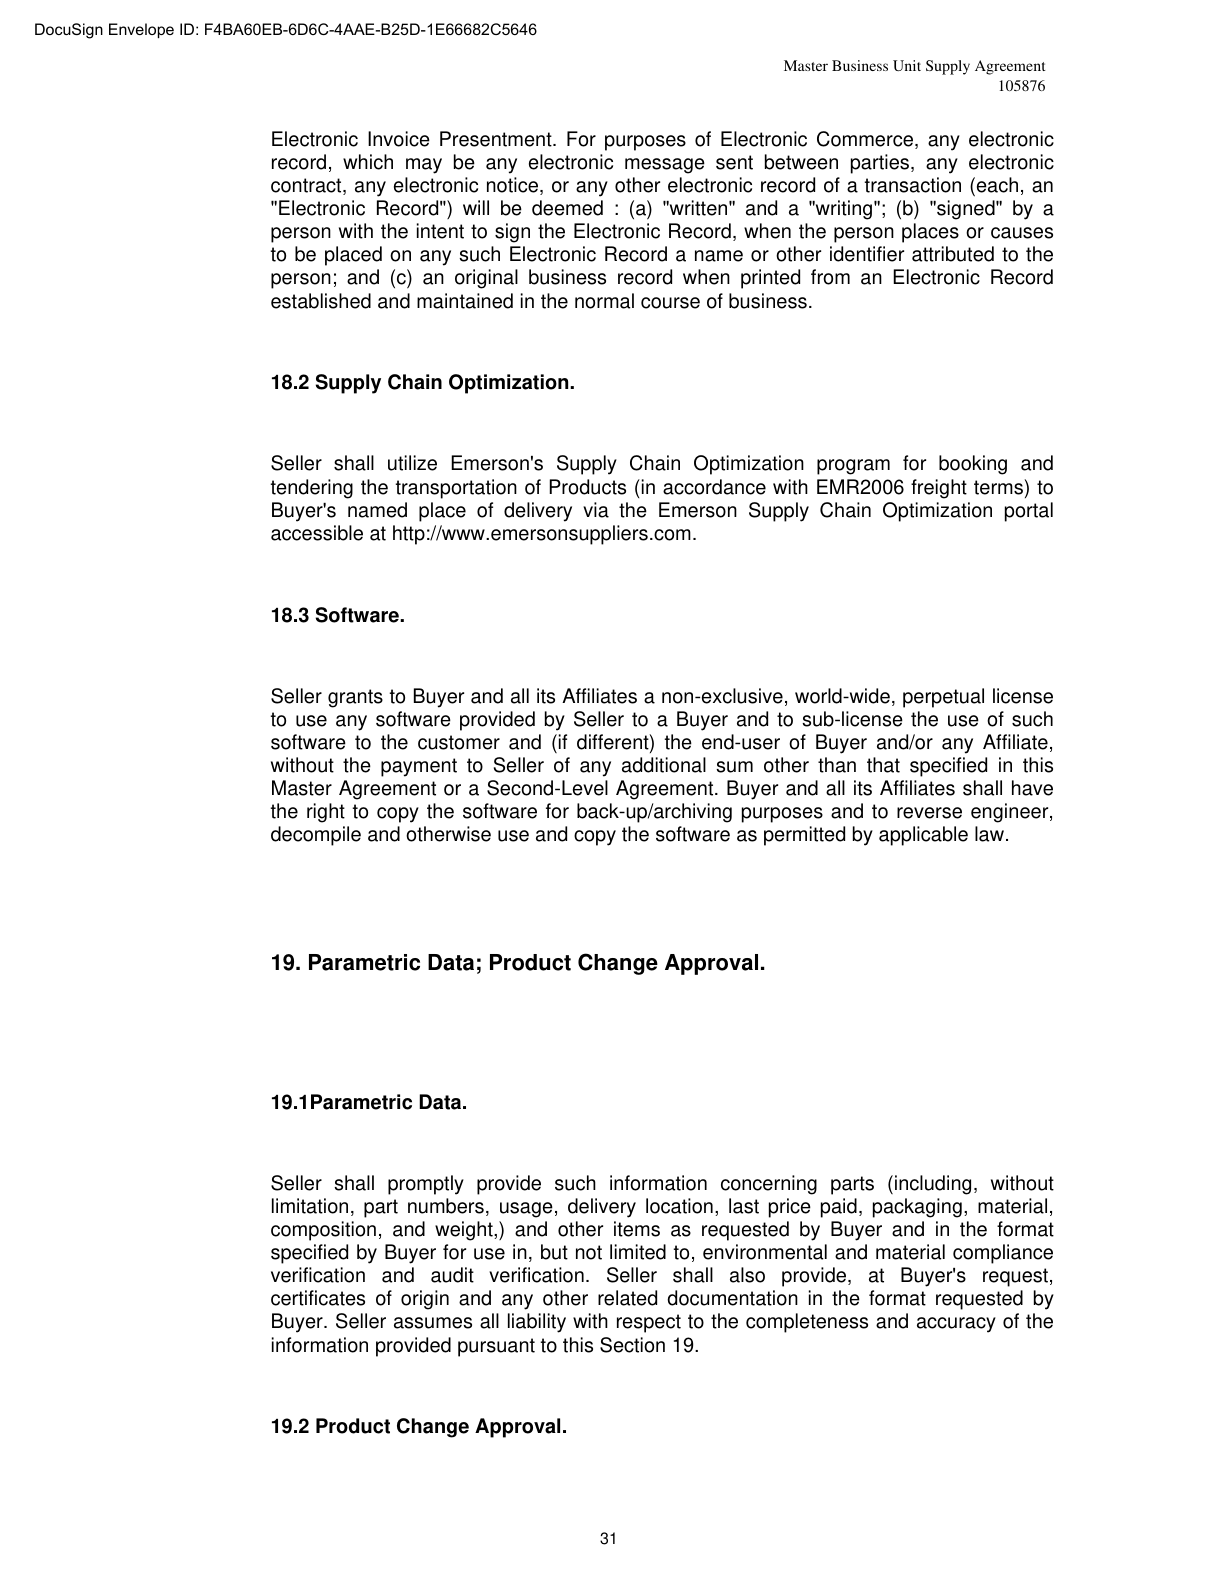 DocuSign Envelope ID: F4BA60EB-6D6C-4AAE-B25D-1E66682C5646
Master Business Unit Supply Agreement
105876
Electronic Invoice Presentment. For purposes of Electronic Commerce, any electronic
record, which may be any electronic message sent between parties, any electronic
contract, any electronic notice, or any other electronic record of a transaction (each, an
"Electronic Record") will be deemed : (a) "written" and a "writing"; (b) "signed" by a
person with the intent to sign the Electronic Record, when the person places or causes
to be placed on any such Electronic Record a name or other identifier attributed to the
person; and (c) an original business record when printed from an Electronic Record
established and maintained in the normal course of business.
18.2 Supply Chain Optimization.
Seller shall utilize Emerson's Supply Chain Optimization program for booking and
tendering the transportation of Products (in accordance with EMR2006 freight terms) to
Buyer's named place of delivery via the Emerson Supply Chain Optimization portal
accessible at http://www.emersonsuppliers.com.
18.3 Software.
Seller grants to Buyer and all its Affiliates a non-exclusive, world-wide, perpetual license
to use any software provided by Seller to a Buyer and to sub-license the use of such
software to the customer and (if different) the end-user of Buyer and/or any Affiliate,
without the payment to Seller of any additional sum other than that specified in this
Master Agreement or a Second-Level Agreement. Buyer and all its Affiliates shall have
the right to copy the software for back-up/archiving purposes and to reverse engineer,
decompile and otherwise use and copy the software as permitted by applicable law.
19. Parametric Data; Product Change Approval.
19.1Parametric Data.
Seller shall promptly provide such information concerning parts (including, without
limitation, part numbers, usage, delivery location, last price paid, packaging, material,
composition, and weight,) and other items as requested by Buyer and in the format
specified by Buyer for use in, but not limited to, environmental and material compliance
verification and audit verification. Seller shall also provide, at Buyer's request,
certificates of origin and any other related documentation in the format requested by
Buyer. Seller assumes all liability with respect to the completeness and accuracy of the
information provided pursuant to this Section 19.
19.2 Product Change Approval.
31